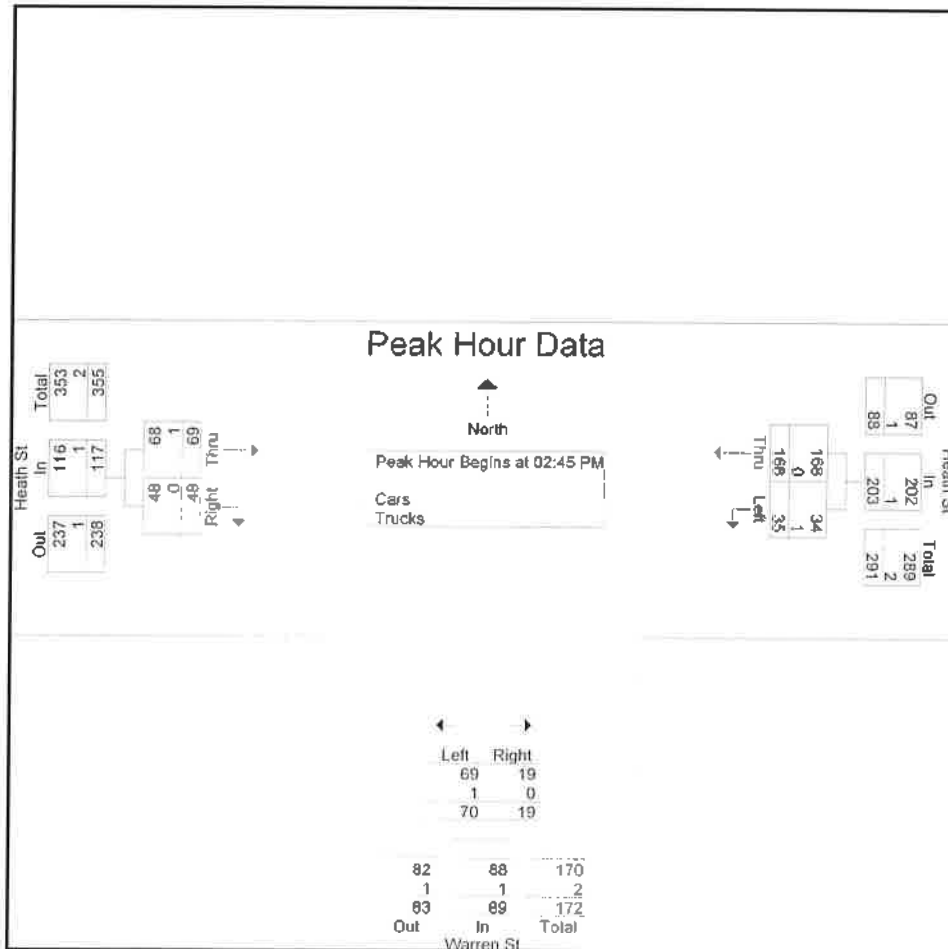 Peak Hour Data
North
Peak Hour Begins at 02:45 PM
Cars
Trucks
Heath St
Total
353
2
355
In
116
1
117
Out
237
1
238
Thru
68
1
69
Right
48
0
48
Heath St
Out
87
1
88
In
202
1
203
Total
289
2
291
Thru
168
0
168
Left
34
1
35
Left Right
69 19
1 0
70 19
82 88 170
1 1 2
83 89 172
Out In Total
Warren St